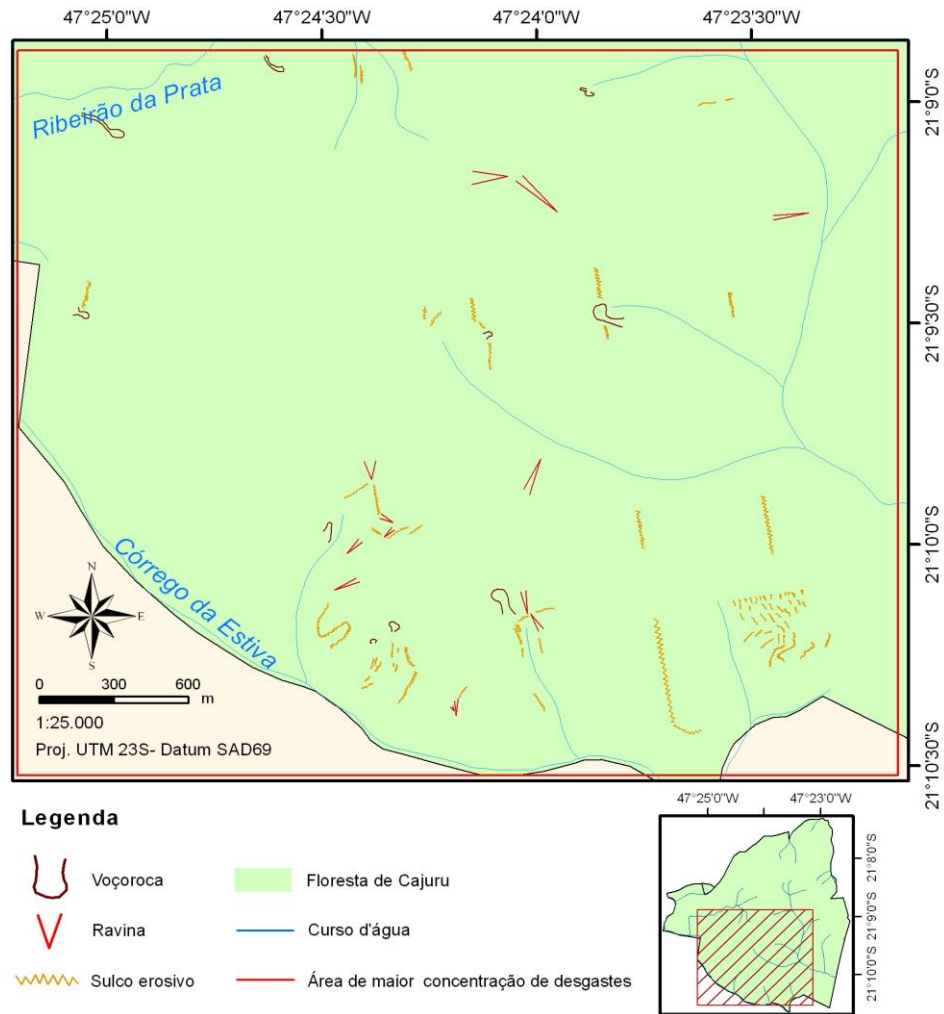 47°25'0"W 47°24'30"W 47°24'0"W 47°23'30"W
21°9'0"S
21°9'30"S
21°10'0"S
21°10'30"S
Ribeirão da Prata
Córrego da Estiva
N
W E
S
0 300 600
m
1:25.000
Proj. UTM 23S- Datum SAD69
Legenda
Voçoroca
Ravina
Sulco erosivo
Floresta de Cajuru
Curso d'água
Área de maior concentração de desgastes
47°25'0"W 47°23'0"W
21°8'0"S
21°9'0"S
21°10'0"S